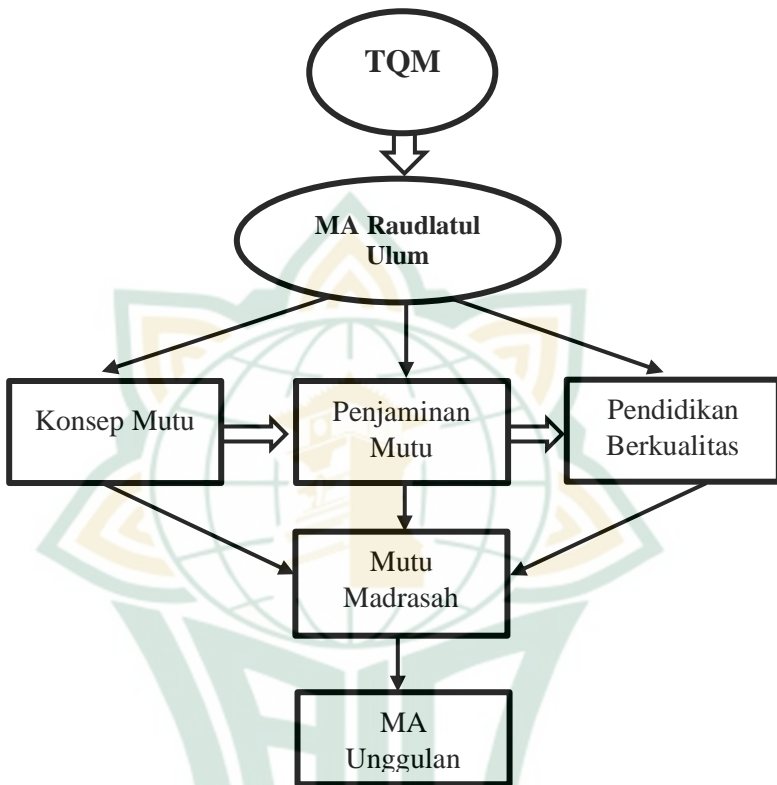 TQM
MA Raudlatul
Ulum
Konsep Mutu
Penjaminan
Mutu
Pendidikan
Berkualitas
Mutu
Madrasah
MA
Unggulan